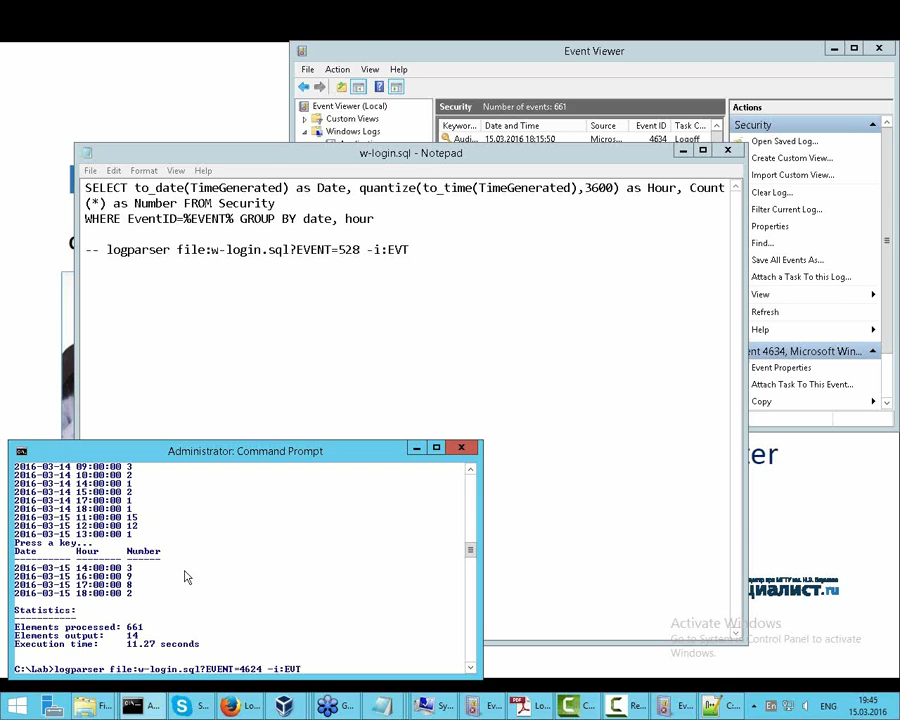 Event Viewer
File Action View Help
Event Viewer (Local)
Custom Views
Windows Logs
Security Number of events: 661
Keywor... Date and Time Source Event ID Task C...
Audi... 15.03.2016 18:15:50 Micros... 4634 Logoff
Actions
Security
Open Saved Log...
Create Custom View...
Import Custom View...
Clear Log...
Filter Current Log...
Properties
Find...
Save All Events As...
Attach a Task To this Log...
View
Refresh
Help
ent 4634, Microsoft Win...
Event Properties
Attach Task To This Event...
Copy
w-login.sql - Notepad
File Edit Format View Help
SELECT to_date(TimeGenerated) as Date, quantize(to_time(TimeGenerated),3600) as Hour, Count
(*) as Number FROM Security
WHERE EventID=%EVENT% GROUP BY date, hour
-- logparser file:w-login.sql?EVENT=528 -i:EVT
Administrator: Command Prompt
2016-03-14 09:00:00 3
2016-03-14 10:00:00 2
2016-03-14 14:00:00 1
2016-03-14 15:00:00 2
2016-03-14 17:00:00 1
2016-03-14 18:00:00 1
2016-03-15 11:00:00 15
2016-03-15 12:00:00 12
2016-03-15 13:00:00 1
Press a key...
Date Hour Number
---------- -------- ------
2016-03-15 14:00:00 3
2016-03-15 16:00:00 9
2016-03-15 17:00:00 8
2016-03-15 18:00:00 2
Statistics:
-----------
Elements processed: 661
Elements output: 14
Execution time: 11.27 seconds
C:\Lab>logparser file:w-login.sql?EVENT=4624 -i:EVT
ter
циалист.ru
Activate Windows
Go to System in Control Panel to activate
Windows.
Fi... A... S... Lo... G... Sy... Ev... Lo... C... Re... Ev... C... En ENG
19:45
15.03.2016